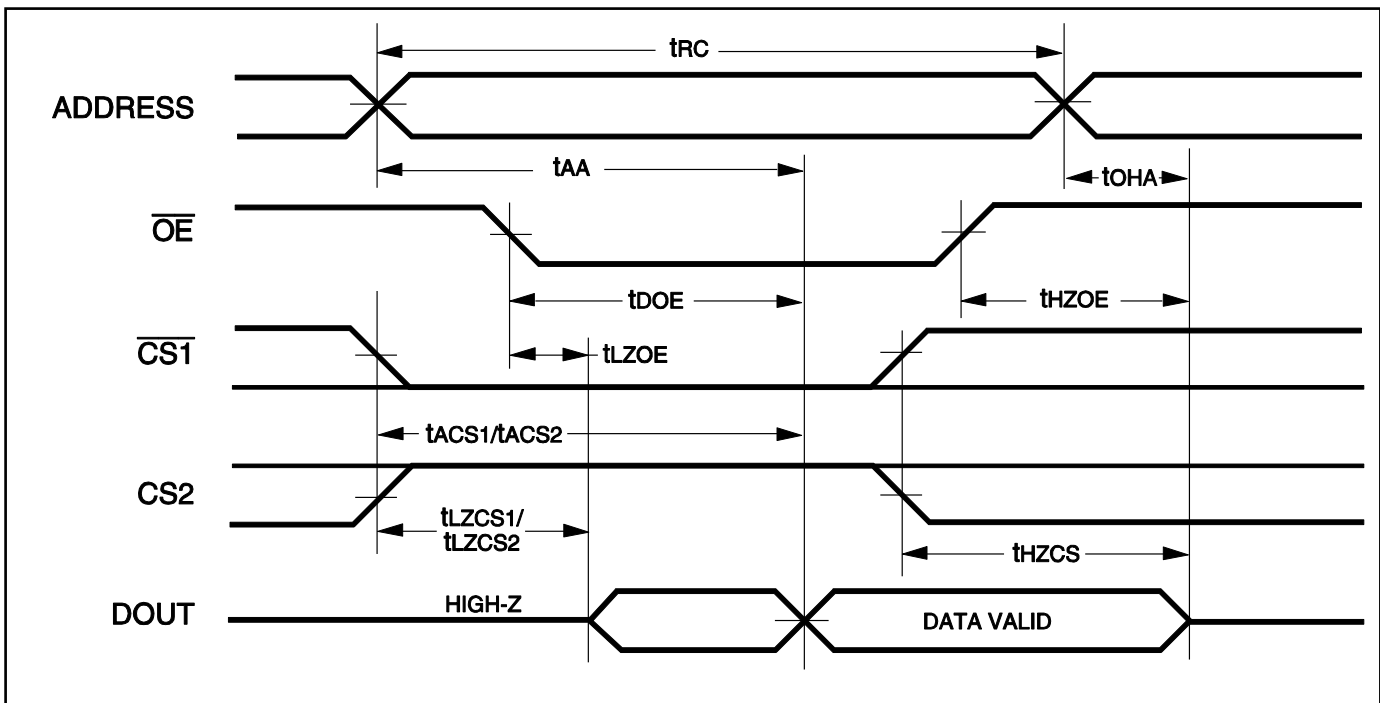 tRC
ADDRESS
tAA
tOHA
OE
tDOE
tHZOE
CS1
tLZOE
tACS1/tACS2
CS2
tLZCS1/
tLZCS2
tHZCS
HIGH-Z
DOUT
DATA VALID